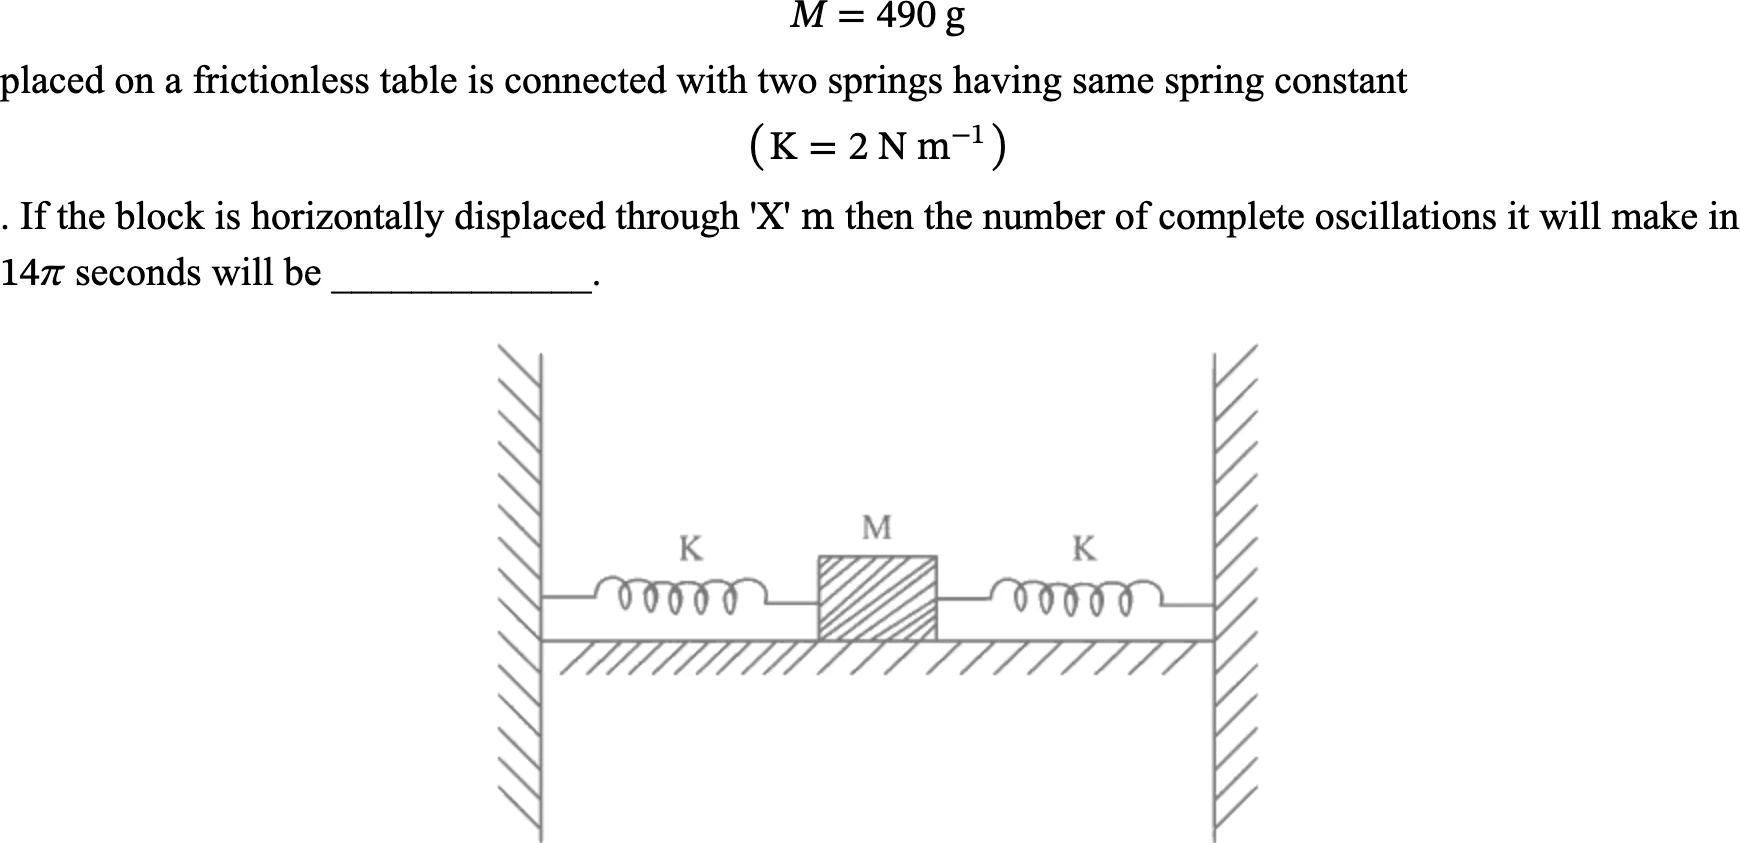 M = 490 g
placed on a frictionless table is connected with two springs having same spring constant
(K = 2 N m⁻¹)
. If the block is horizontally displaced through 'X' m then the number of complete oscillations it will make in
14π seconds will be _____________.
M
K K